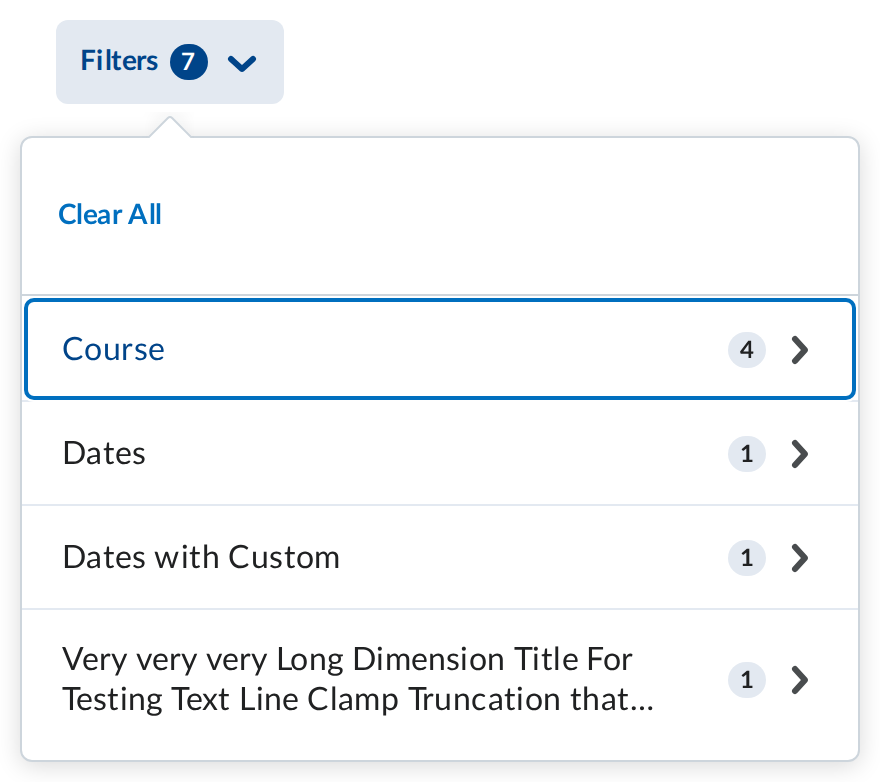 Filters 7
Clear All
Course 4
Dates 1
Dates with Custom 1
Very very very Long Dimension Title For
Testing Text Line Clamp Truncation that... 1